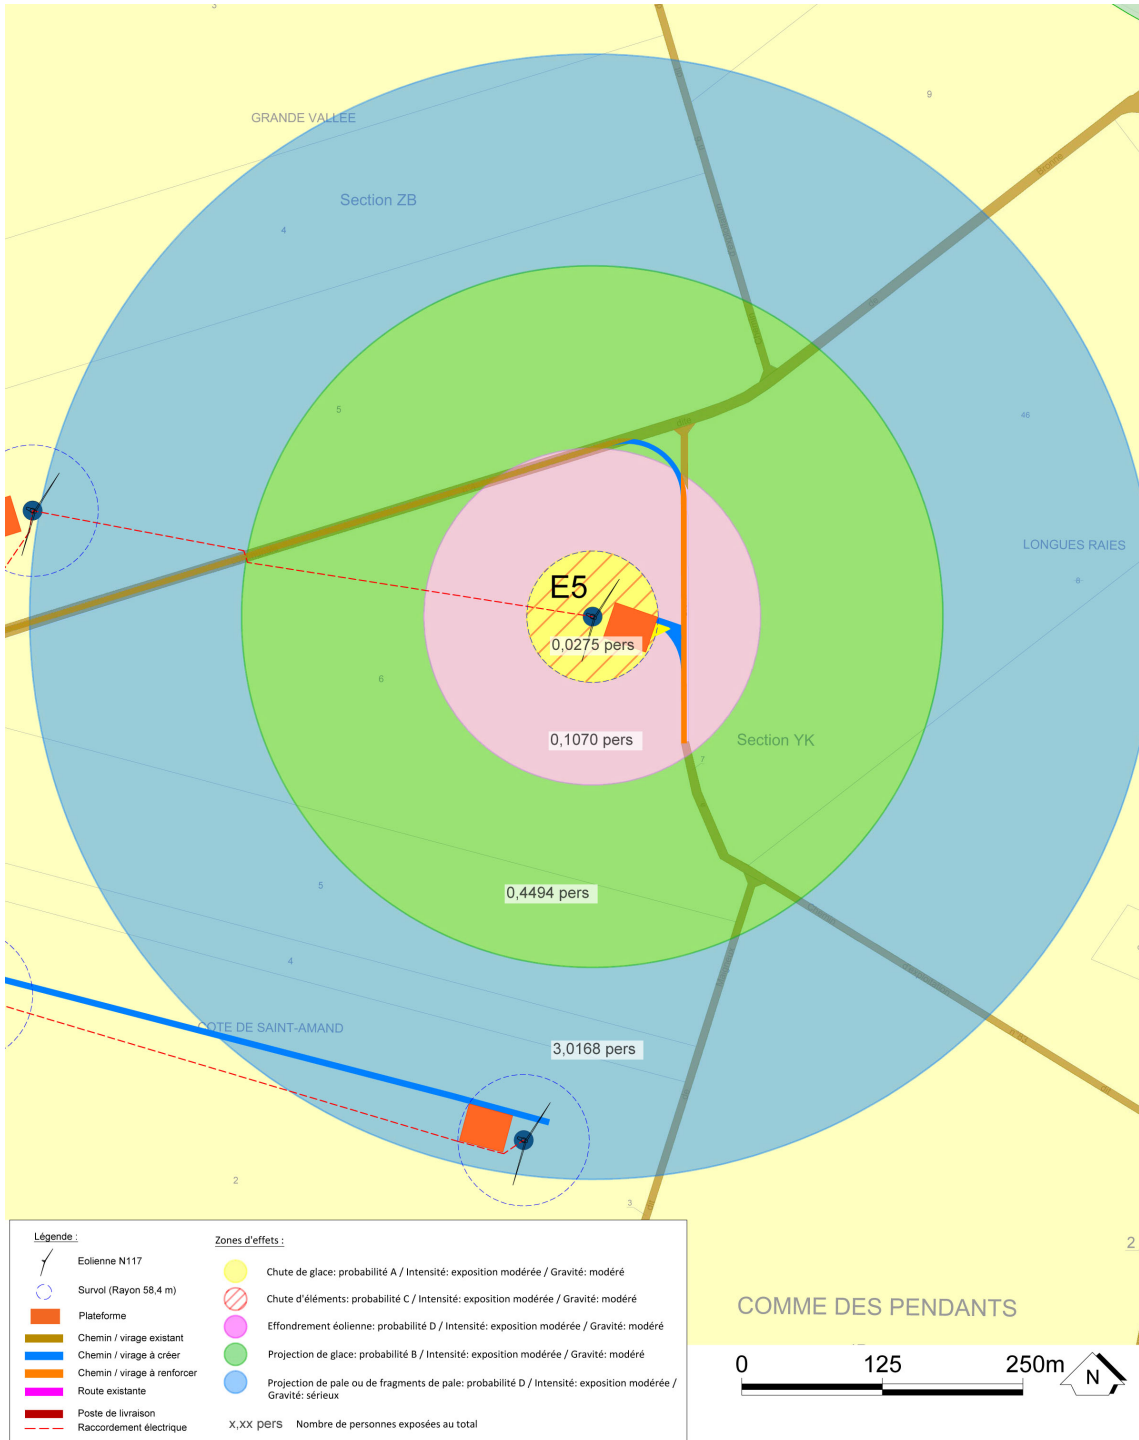 3
9
GRANDE VALLEE
Section ZB
4
5
46
LONGUES RAIES
8
E5
0,0275 pers
6
0,1070 pers
Section YK
7
0,4494 pers
5
4
COTE DE SAINT-AMAND
3,0168 pers
2
3
2
COMME DES PENDANTS
0 125 250m
N
Légende :
Eolienne N117
Survol (Rayon 58,4 m)
Plateforme
Chemin / virage existant
Chemin / virage à créer
Chemin / virage à renforcer
Route existante
Poste de livraison
Raccordement électrique
Zones d'effets :
Chute de glace: probabilité A / Intensité: exposition modérée / Gravité: modéré
Chute d'éléments: probabilité C / Intensité: exposition modérée / Gravité: modéré
Effondrement éolienne: probabilité D / Intensité: exposition modérée / Gravité: modéré
Projection de glace: probabilité B / Intensité: exposition modérée / Gravité: modéré
Projection de pale ou de fragments de pale: probabilité D / Intensité: exposition modérée /
Gravité: sérieux
x,xx pers Nombre de personnes exposées au total